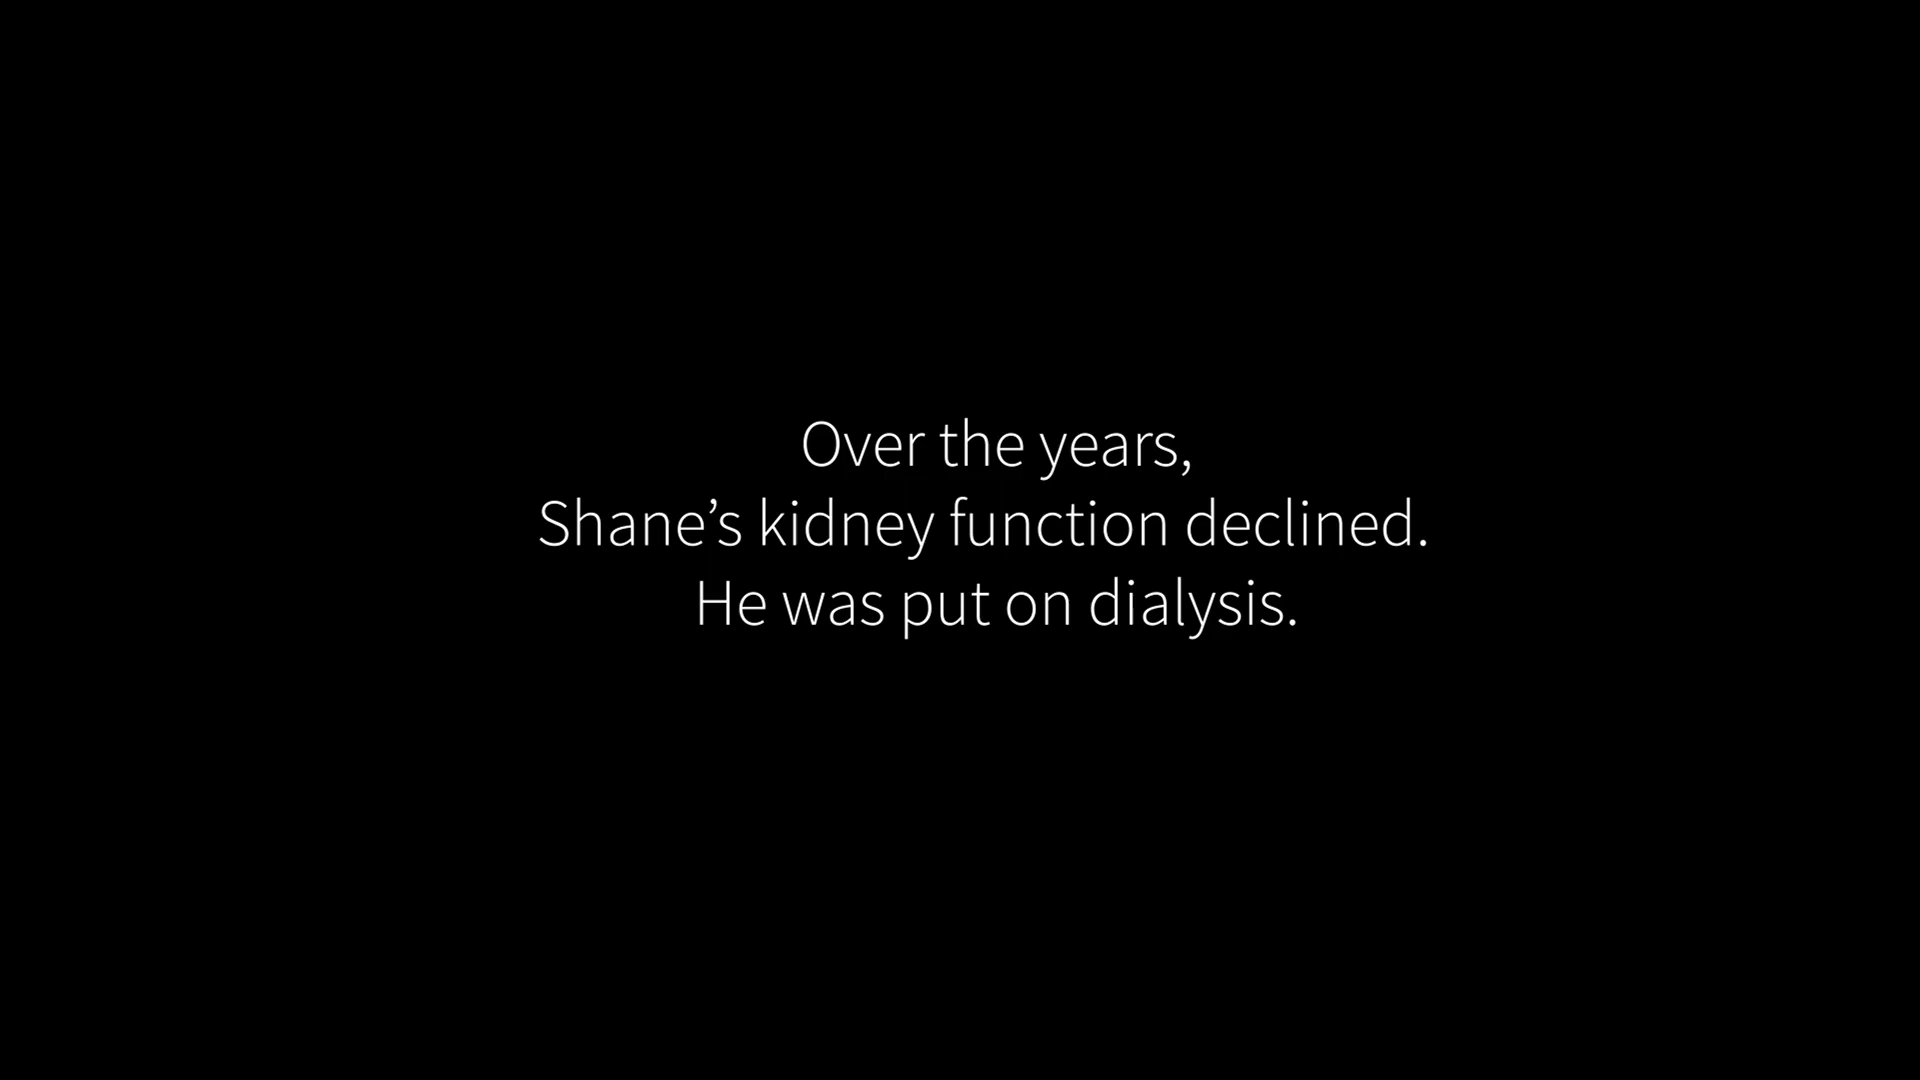 Over the years,
Shane’s kidney function declined.
He was put on dialysis.